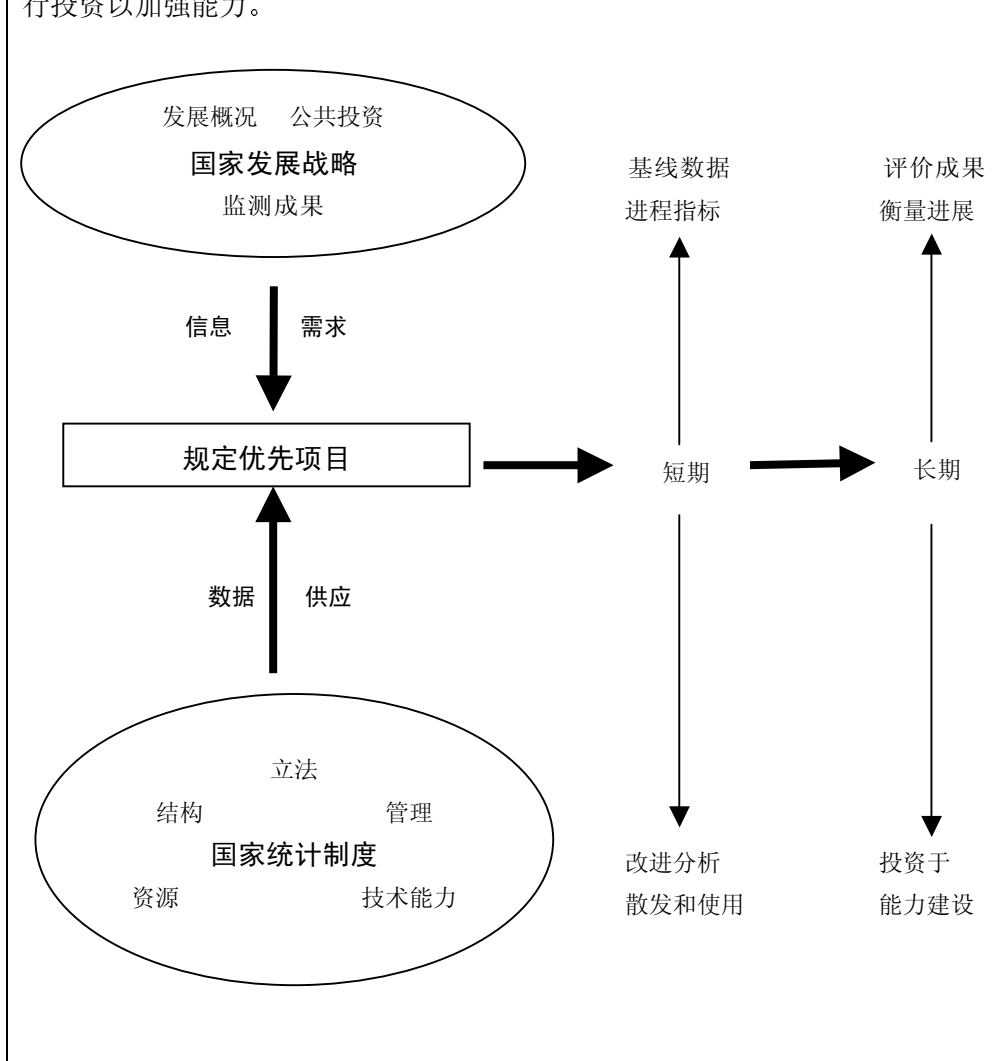 行投资以加强能力。
发展概况 公共投资
国家发展战略
监测成果
基线数据
进程指标
评价成果
衡量进展
信息 需求
规定优先项目
短期
长期
数据 供应
立法
结构 管理
国家统计制度
资源 技术能力
改进分析
散发和使用
投资于
能力建设